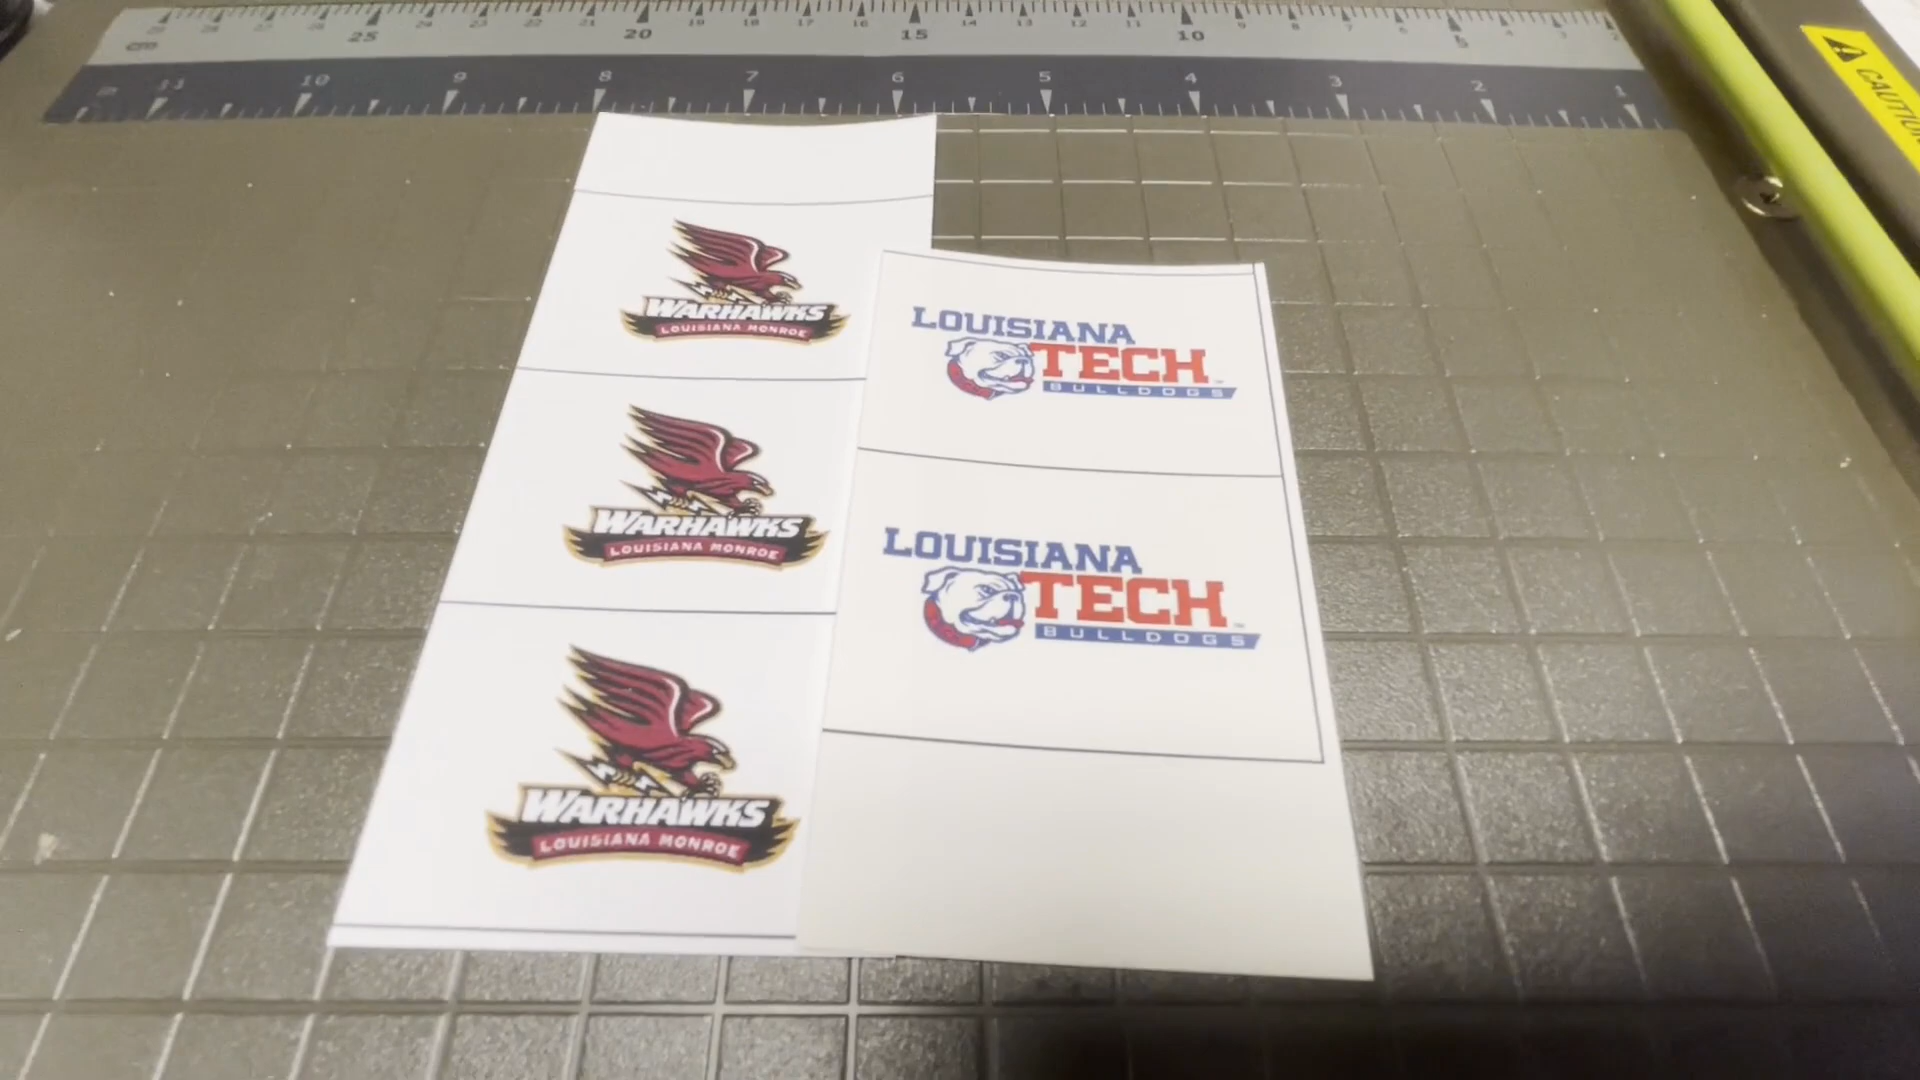 25 20 15 10
11 10 9 8 7 6 5 4 3 2 1
CAUTION
WARHAWKS
LOUISIANA MONROE
WARHAWKS
LOUISIANA MONROE
WARHAWKS
LOUISIANA MONROE
LOUISIANA
TECH
BULLDOGS
LOUISIANA
TECH
BULLDOGS